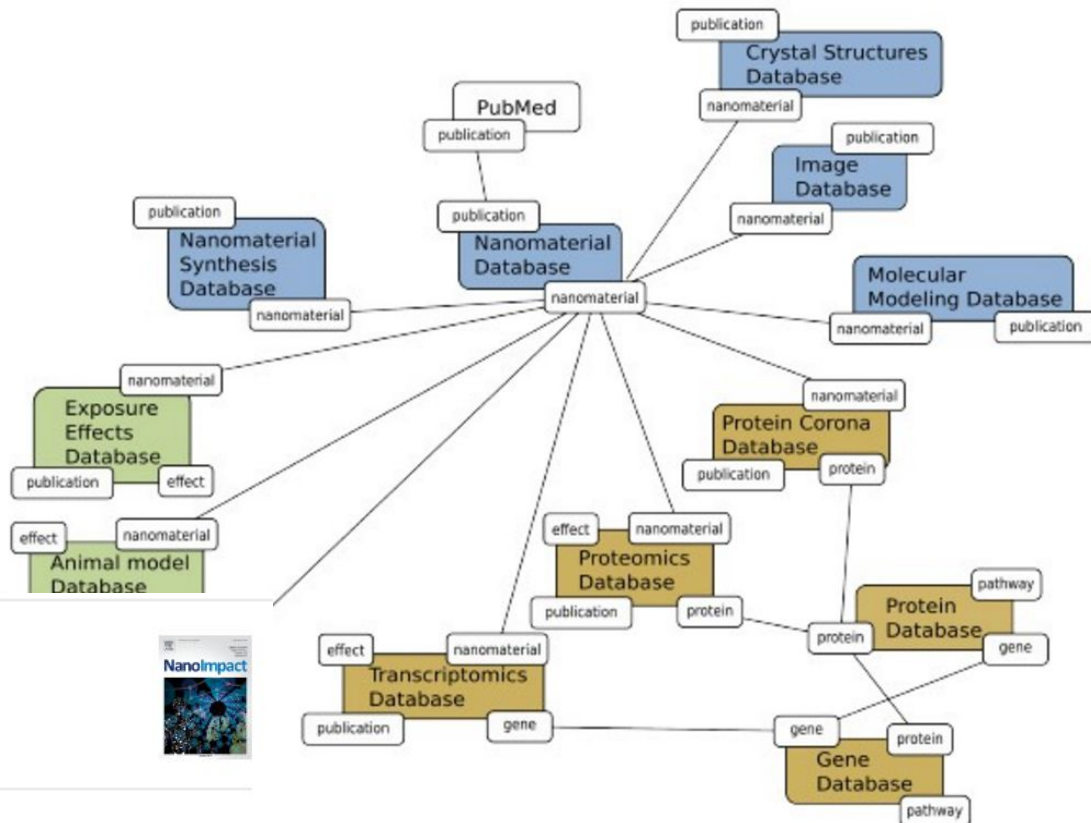 publication
Crystal Structures
Database
nanomaterial
PubMed
publication
publication
Image
Database
nanomaterial
publication
Nanomaterial
Synthesis
Database
nanomaterial
publication
Nanomaterial
Database
nanomaterial
Molecular
Modeling Database
nanomaterial
publication
nanomaterial
Exposure
Effects
Database
publication
effect
nanomaterial
Protein Corona
Database
publication
protein
effect
nanomaterial
Animal model
Database
effect
nanomaterial
Proteomics
Database
publication
protein
pathway
Protein
Database
protein
gene
NanoImpact
effect
nanomaterial
Transcriptomics
Database
publication
gene
gene
protein
Gene
Database
pathway